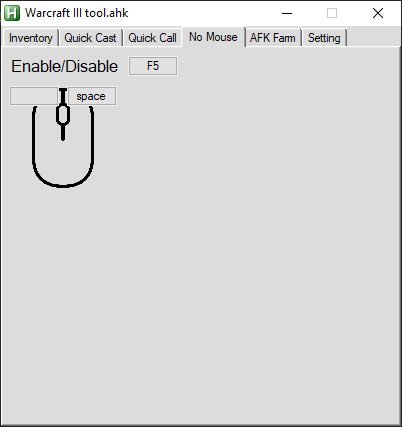 Warcraft III tool.ahk
Inventory Quick Cast Quick Call No Mouse AFK Farm Setting
Enable/Disable F5
space